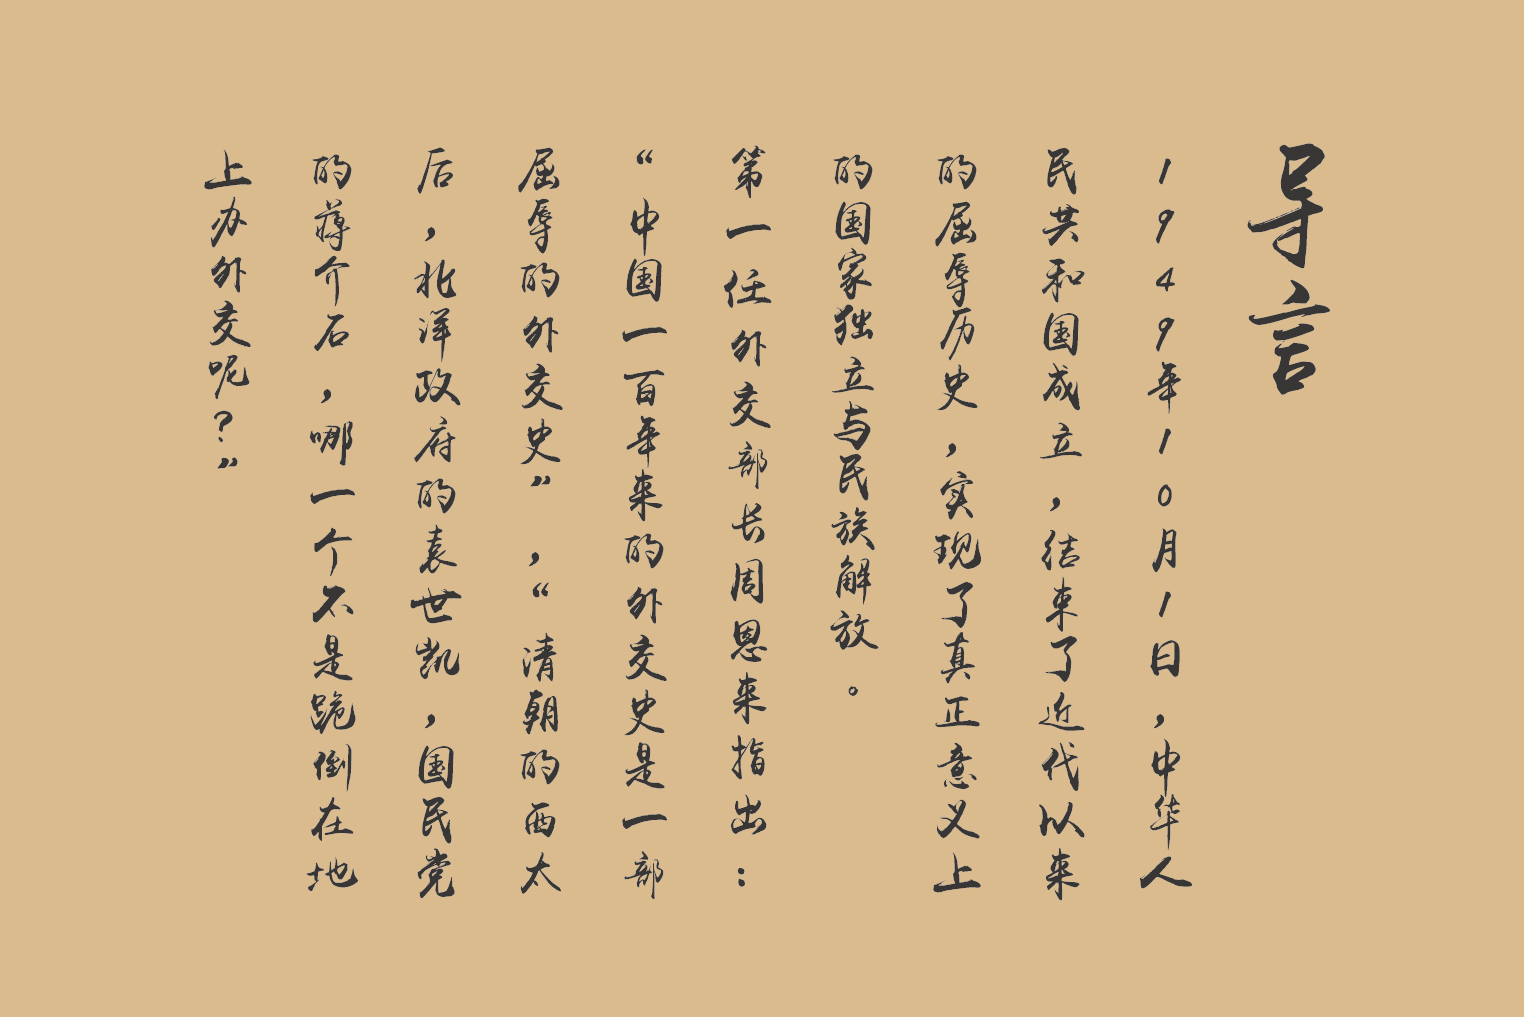 导言
1949年10月1日，中华人
民共和国成立，结束了近代以来
的屈辱历史，实现了真正意义上
的国家独立与民族解放。
第一任外交部长周恩来指出：
“中国一百年来的外交史是一部
屈辱的外交史”，“清朝的西太
后，北洋政府的袁世凯，国民党
的蒋介石，哪一个不是跪倒在地
上办外交呢？”